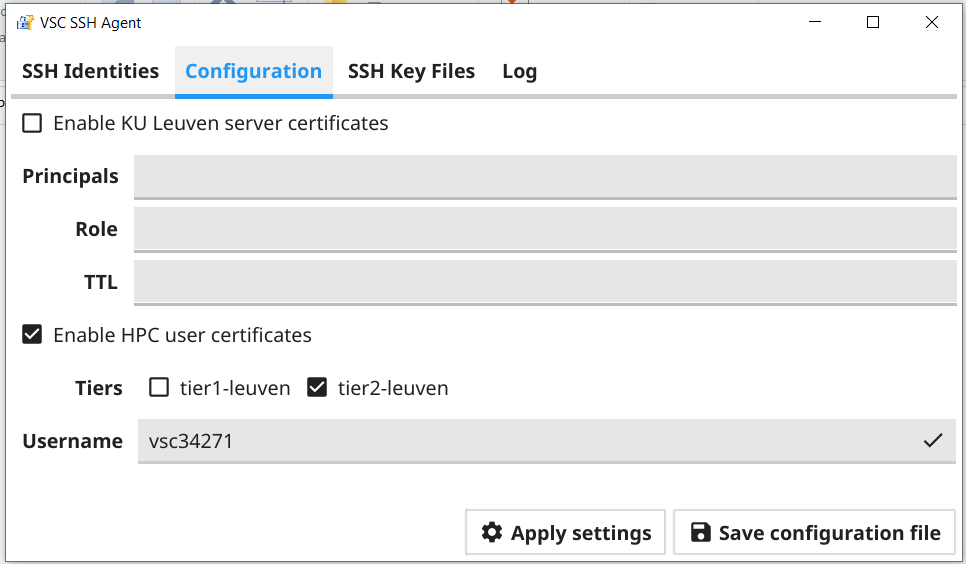 VSC SSH Agent
SSH Identities Configuration SSH Key Files Log
Enable KU Leuven server certificates
Principals
Role
TTL
Enable HPC user certificates
Tiers tier1-leuven tier2-leuven
Username vsc34271
Apply settings Save configuration file